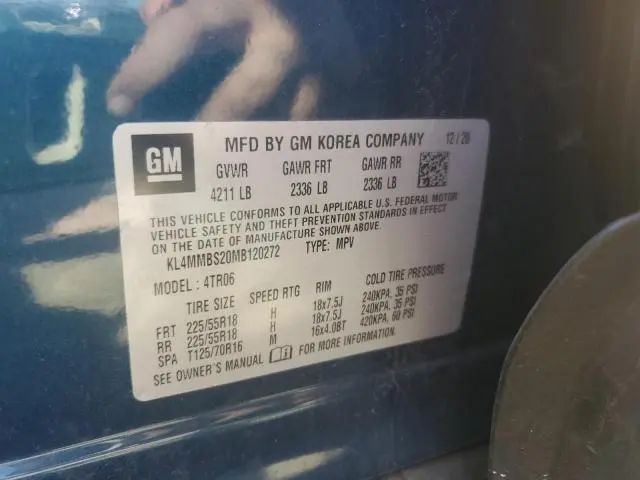 GM
MFD BY GM KOREA COMPANY 12/20
GVWR GAWR FRT GAWR RR
4211 LB 2336 LB 2336 LB
THIS VEHICLE CONFORMS TO ALL APPLICABLE U.S. FEDERAL MOTOR
VEHICLE SAFETY AND THEFT PREVENTION STANDARDS IN EFFECT
ON THE DATE OF MANUFACTURE SHOWN ABOVE.
KL4MMBS20MB120272 TYPE: MPV
MODEL: 4TR06
TIRE SIZE SPEED RTG RIM COLD TIRE PRESSURE
FRT 225/55R18 H 18x7.5J 240KPA, 35 PSI
RR 225/55R18 H 18x7.5J 240KPA, 35 PSI
SPA T125/70R16 M 16x4.0BT 420KPA, 60 PSI
SEE OWNER'S MANUAL FOR MORE INFORMATION